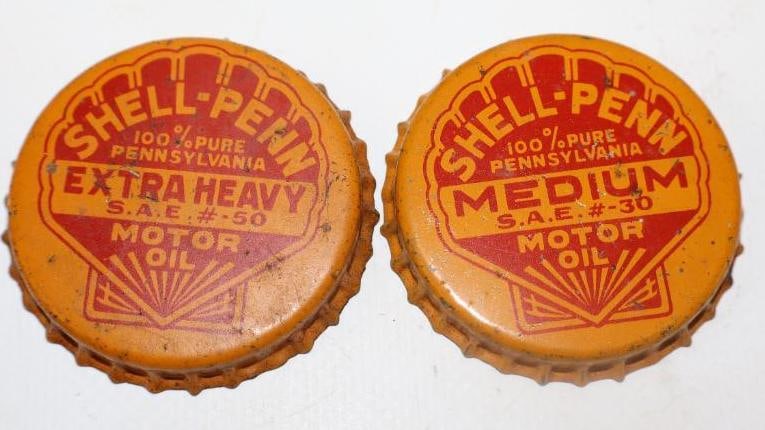 SHELL-PENN
100% PURE
PENNSYLVANIA
EXTRA HEAVY
S.A.E. #-50
MOTOR
OIL
SHELL-PENN
100% PURE
PENNSYLVANIA
MEDIUM
S.A.E. #-30
MOTOR
OIL